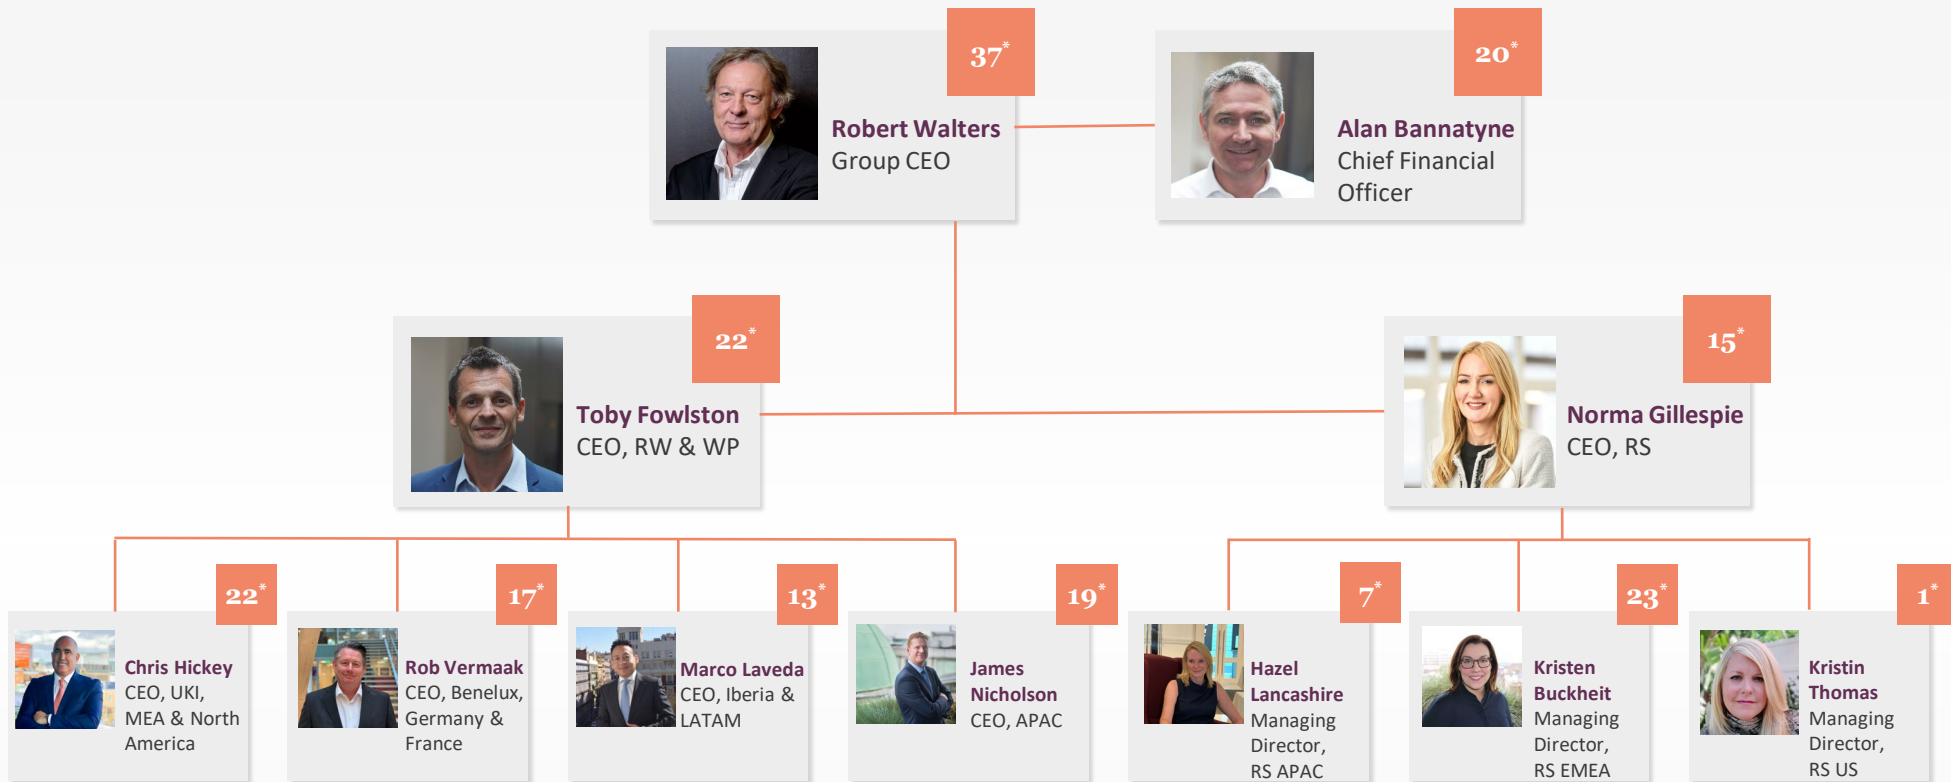 37*
Robert Walters
Group CEO
20*
Alan Bannatyne
Chief Financial
Officer
22*
Toby Fowlston
CEO, RW & WP
15*
Norma Gillespie
CEO, RS
22*
Chris Hickey
CEO, UKI,
MEA & North
America
17*
Rob Vermaak
CEO, Benelux,
Germany &
France
13*
Marco Laveda
CEO, Iberia &
LATAM
19*
James
Nicholson
CEO, APAC
7*
Hazel
Lancashire
Managing
Director,
RS APAC
23*
Kristen
Buckheit
Managing
Director,
RS EMEA
1*
Kristin
Thomas
Managing
Director,
RS US